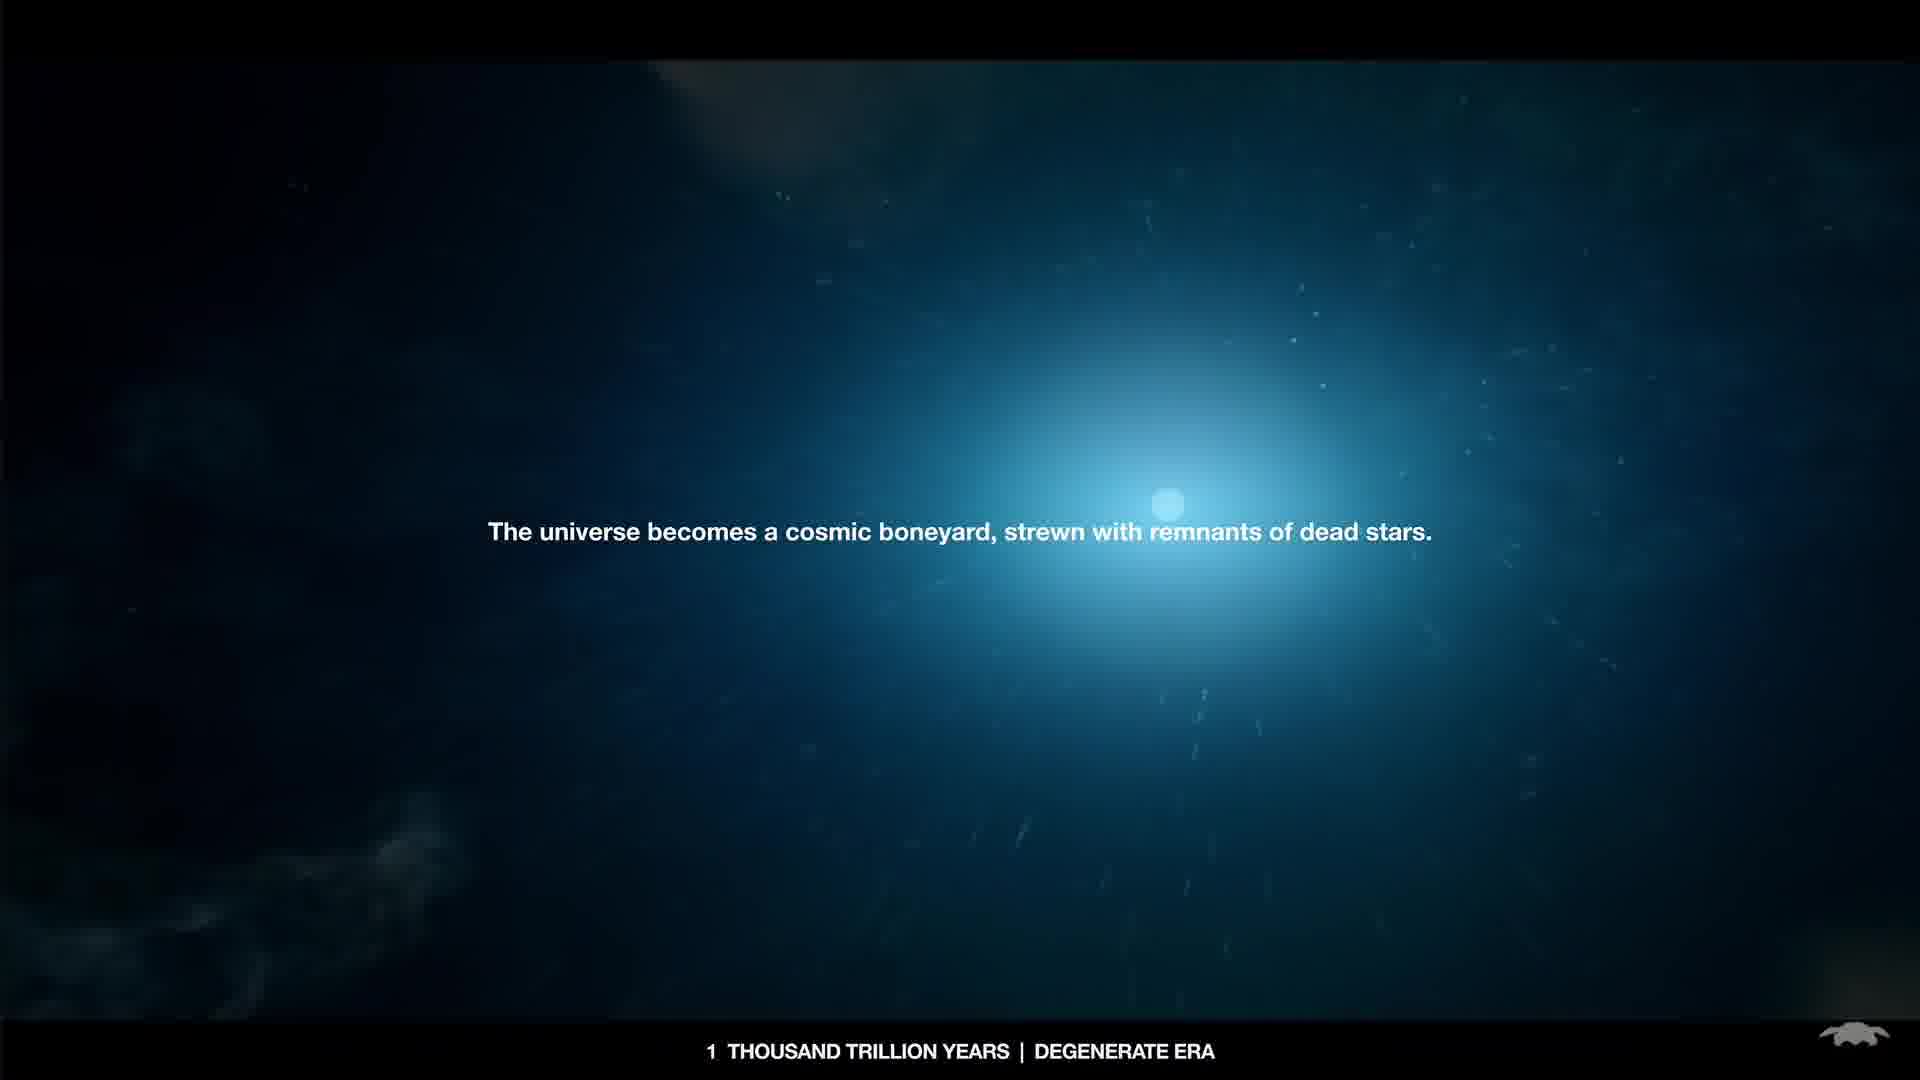 The universe becomes a cosmic boneyard, strewn with remnants of dead stars.
1 THOUSAND TRILLION YEARS | DEGENERATE ERA